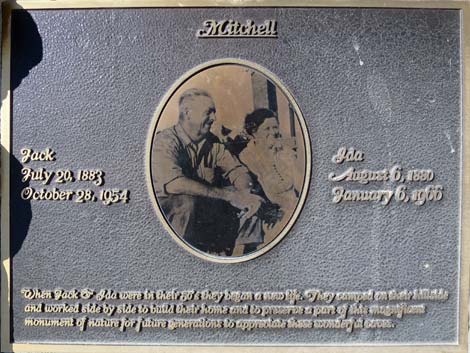 Mitchell
Jack
July 20, 1883
October 28, 1954
Ida
August 6, 1880
January 6, 1966
When Jack & Ida were in their 50's they began a new life. They camped on their hillside
and worked side by side to build their home and to preserve a part of this magnificent
monument of nature for future generations to appreciate these wonderful caves.